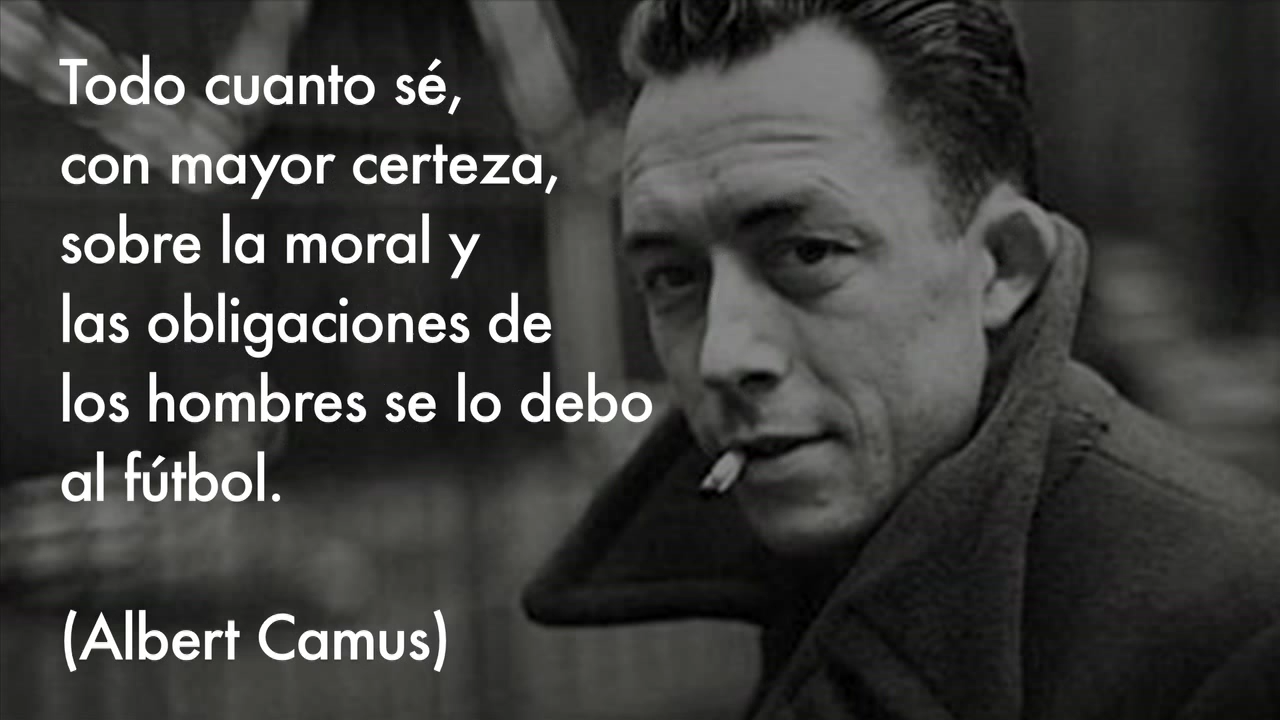 Todo cuanto sé,
con mayor certeza,
sobre la moral y
las obligaciones de
los hombres se lo debo
al fútbol.
(Albert Camus)